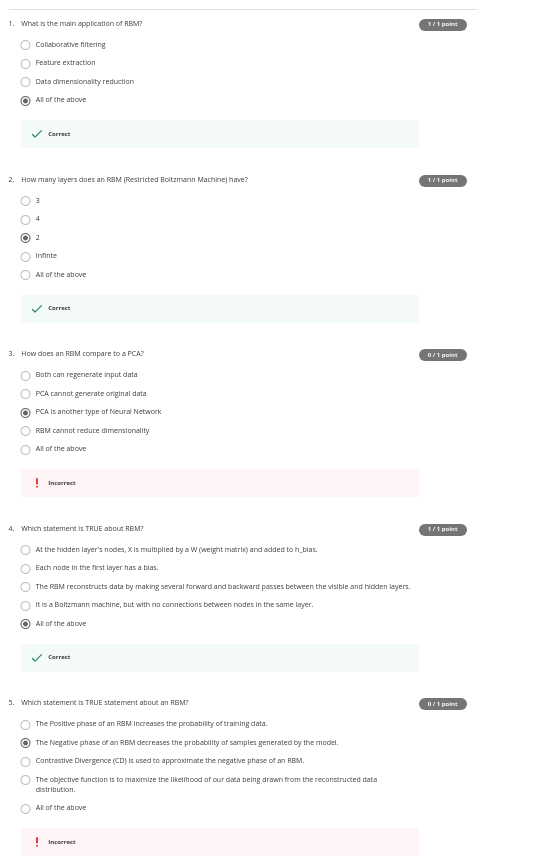 1. What is the main application of RBM?
1 / 1 point
Collaborative filtering
Feature extraction
Data dimensionality reduction
All of the above
Correct
2. How many layers does an RBM (Restricted Boltzmann Machine) have?
1 / 1 point
3
4
2
Infinte
All of the above
Correct
3. How does an RBM compare to a PCA?
0 / 1 point
Both can regenerate input data
PCA cannot generate original data
PCA is another type of Neural Network
RBM cannot reduce dimensionality
All of the above
Incorrect
4. Which statement is TRUE about RBM?
1 / 1 point
At the hidden layer's nodes, X is multiplied by a W (weight matrix) and added to h_bias.
Each node in the first layer has a bias.
The RBM reconstructs data by making several forward and backward passes between the visible and hidden layers.
It is a Boltzmann machine, but with no connections between nodes in the same layer.
All of the above
Correct
5. Which statement is TRUE statement about an RBM?
0 / 1 point
The Positive phase of an RBM increases the probability of training data.
The Negative phase of an RBM decreases the probability of samples generated by the model.
Contrastive Divergence (CD) is used to approximate the negative phase of an RBM.
The objective function is to maximize the likelihood of our data being drawn from the reconstructed data
distribution.
All of the above
Incorrect